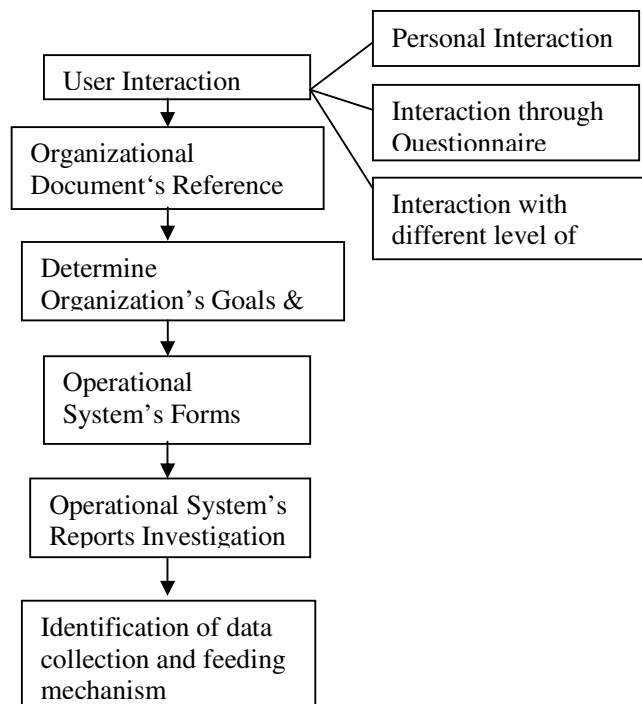 User Interaction
Personal Interaction
Interaction through
Questionnaire
Interaction with
different level of
Organizational
Document‘s Reference
Determine
Organization’s Goals &
Operational
System’s Forms
Operational System’s
Reports Investigation
Identification of data
collection and feeding
mechanism